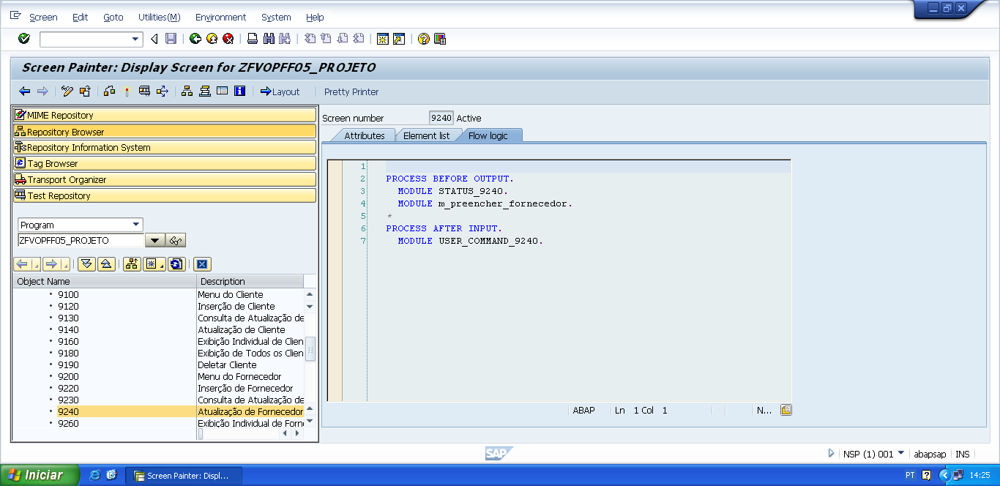 Screen Edit Goto Utilities(M) Environment System Help
Screen Painter: Display Screen for ZFVOPFF05_PROJETO
Layout Pretty Printer
MIME Repository
Repository Browser
Repository Information System
Tag Browser
Transport Organizer
Test Repository
Program
ZFVOPFF05_PROJETO
Object Name Description
9100 Menu do Cliente
9120 Inserção de Cliente
9130 Consulta de Atualização de
9140 Atualização de Cliente
9160 Exibição Individual de Clien
9180 Exibição de Todos os Clien
9190 Deletar Cliente
9200 Menu do Fornecedor
9220 Inserção de Fornecedor
9230 Consulta de Atualização de
9240 Atualização de Fornecedor
9260 Exibição Individual de Forn
Screen number 9240 Active
Attributes Element list Flow logic
1
2 PROCESS BEFORE OUTPUT.
3 MODULE STATUS_9240.
4 MODULE m_preencher_fornecedor.
5 *
6 PROCESS AFTER INPUT.
7 MODULE USER_COMMAND_9240.
ABAP Ln 1 Col 1 N...
SAP
NSP (1) 001 abapsap INS
Iniciar Screen Painter: Displ... PT 14:25